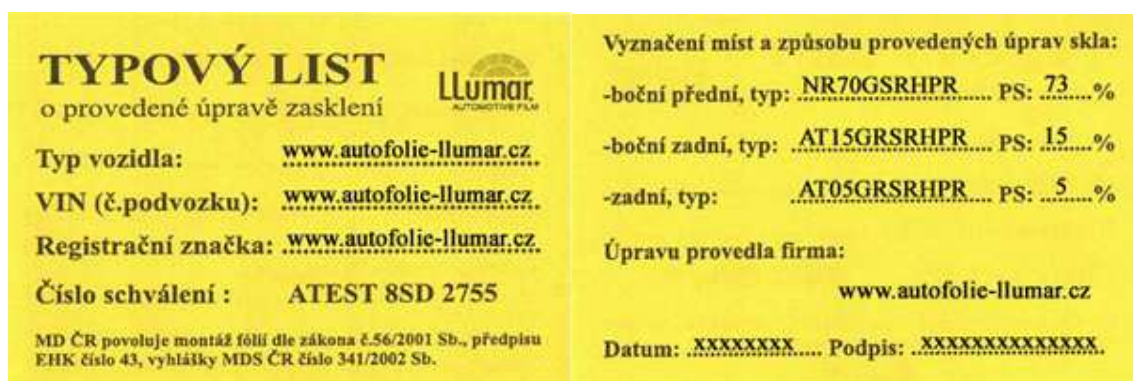 TYPOVÝ LIST
o provedené úpravě zasklení
LLumar
AUTOMOTIVE FILM
Typ vozidla: www.autofolie-llumar.cz
VIN (č.podvozku): www.autofolie-llumar.cz
Registrační značka: www.autofolie-llumar.cz
Číslo schválení : ATEST 8SD 2755
MD ČR povoluje montáž fólií dle zákona č.56/2001 Sb., předpisu
EHK číslo 43, vyhlášky MDS ČR číslo 341/2002 Sb.
Vyznačení míst a způsobu provedených úprav skla:
-boční přední, typ: NR70GSRHPR..... PS: 73....%
-boční zadní, typ: .AT15GRSRHPR.... PS: 15....%
-zadní, typ: ..AT05GRSRHPR.... PS: ...5....%
Úpravu provedla firma:
www.autofolie-llumar.cz
Datum: .xxxxxxxx.... Podpis: .xxxxxxxxxxxxxx.